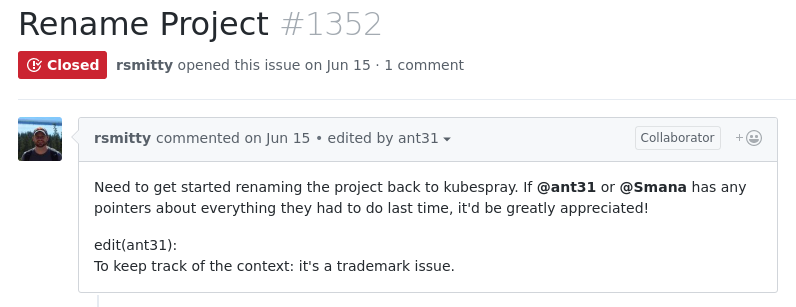 Rename Project #1352
Closed rsmitty opened this issue on Jun 15 · 1 comment
rsmitty commented on Jun 15 • edited by ant31 Collaborator +
Need to get started renaming the project back to kubespray. If @ant31 or @Smana has any
pointers about everything they had to do last time, it'd be greatly appreciated!
edit(ant31):
To keep track of the context: it's a trademark issue.